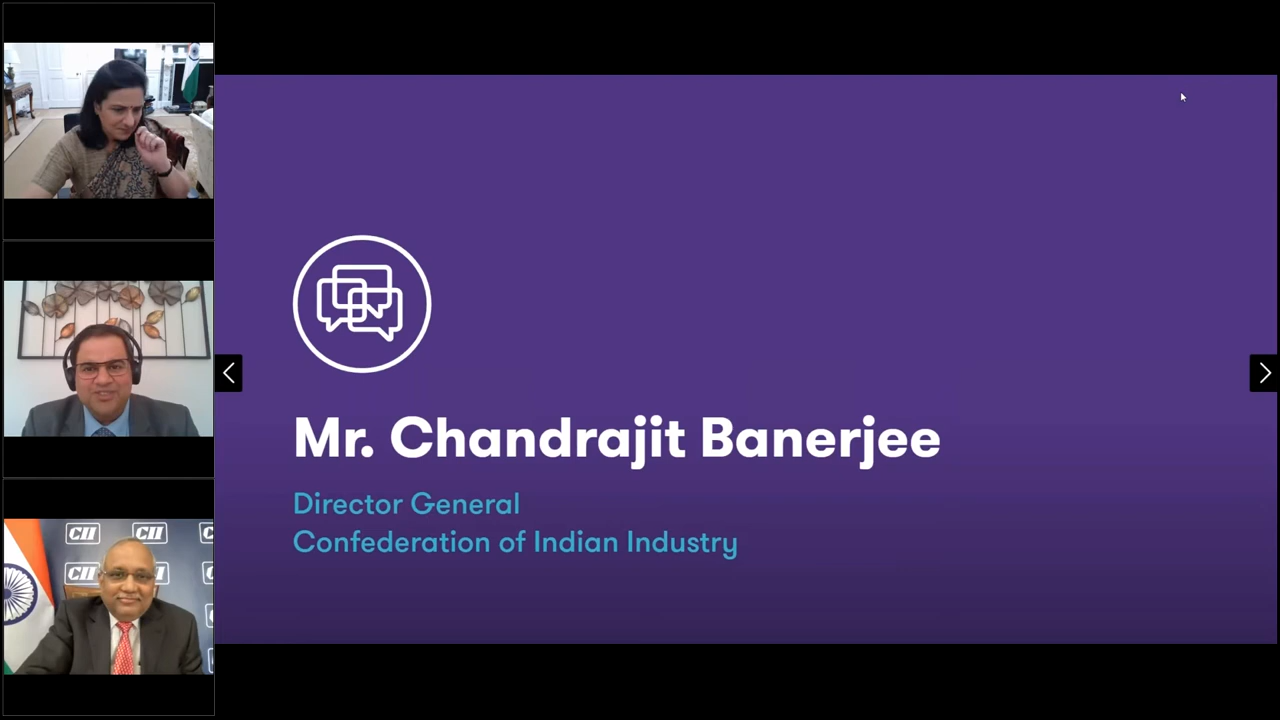 CII CII C
CII CII
Mr. Chandrajit Banerjee
Director General
Confederation of Indian Industry